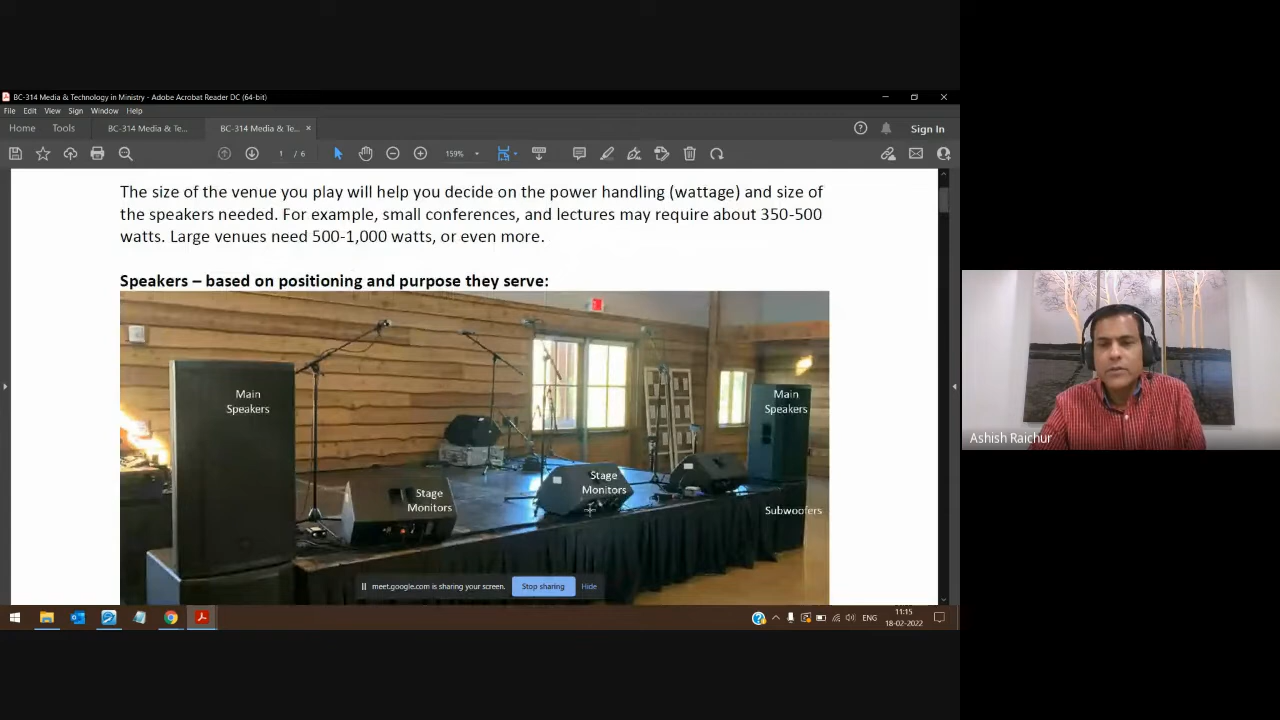 BC-314 Media & Technology in Ministry - Adobe Acrobat Reader DC (64-bit)
File Edit View Sign Window Help
Home Tools BC-314 Media & Te... BC-314 Media & Te... ×
Sign In
1 / 6
159%
The size of the venue you play will help you decide on the power handling (wattage) and size of
the speakers needed. For example, small conferences, and lectures may require about 350-500
watts. Large venues need 500-1,000 watts, or even more.
Speakers – based on positioning and purpose they serve:
Main
Speakers
Main
Speakers
Stage
Monitors
Stage
Monitors
Subwoofers
meet.google.com is sharing your screen. Stop sharing Hide
ENG
11:15
18-02-2022
Ashish Raichur